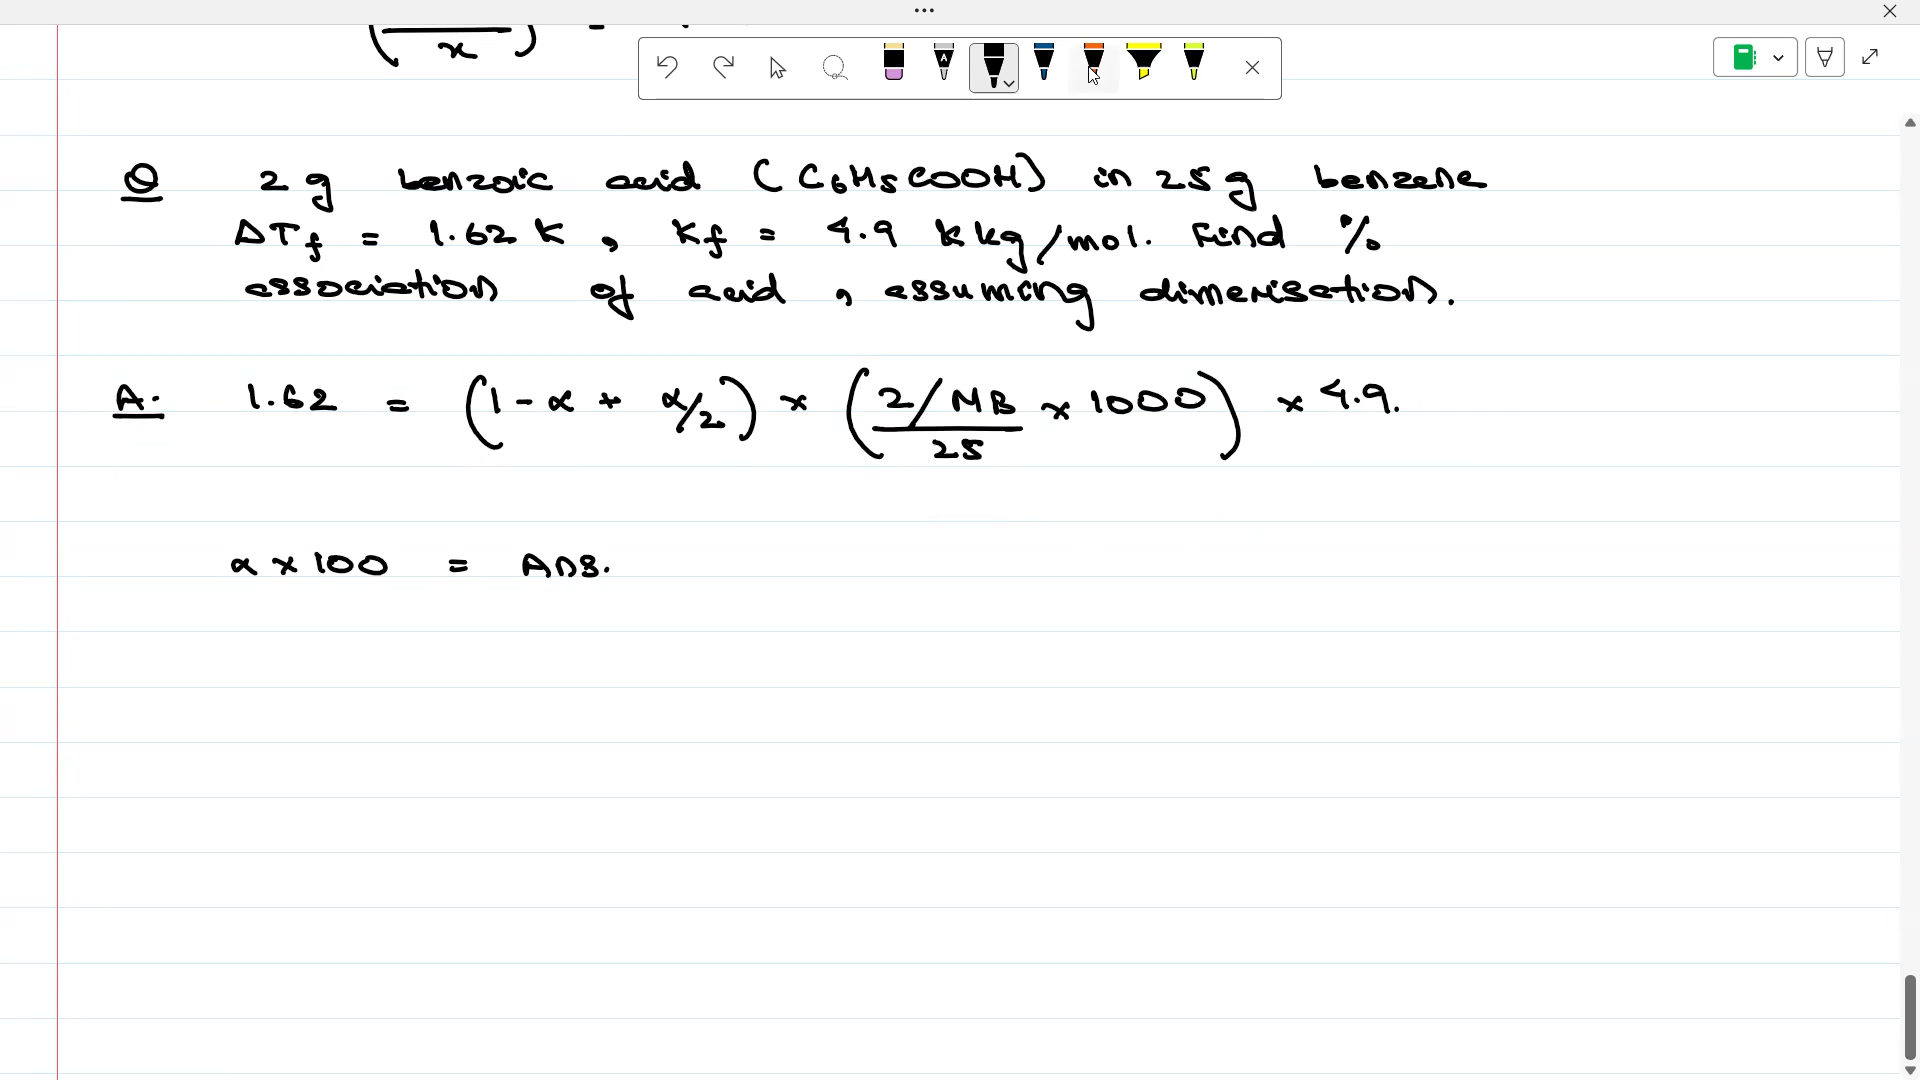 x
=
Q 2 g benzoic acid (C6H5COOH) in 25 g benzene
ΔTf = 1.62 K, Kf = 4.9 K kg/mol. Find %
association of acid, assuming dimerisation.
A. 1.62 = (1 - α + α/2) × (2/MB/25 × 1000) × 4.9.
α × 100 = Ans.